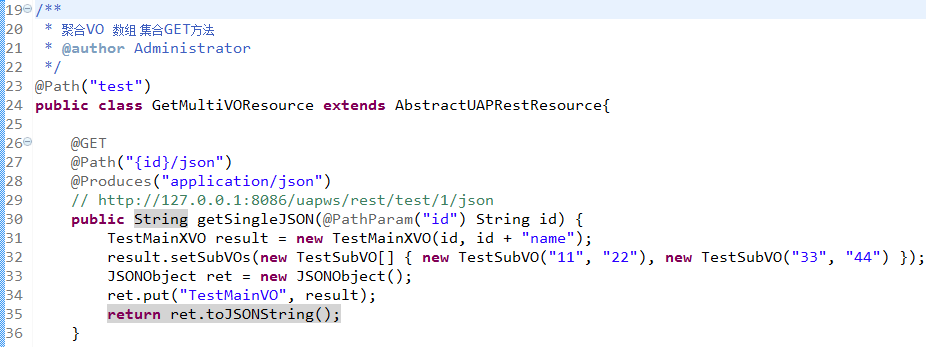 19 /**
20  * 聚合VO 数组 集合GET方法
21  * @author Administrator
22  */
23 @Path("test")
24 public class GetMultiVOResource extends AbstractUAPRestResource{
25
26     @GET
27     @Path("{id}/json")
28     @Produces("application/json")
29     // http://127.0.0.1:8086/uapws/rest/test/1/json
30     public String getSingleJSON(@PathParam("id") String id) {
31         TestMainXVO result = new TestMainXVO(id, id + "name");
32         result.setSubVOs(new TestSubVO[] { new TestSubVO("11", "22"), new TestSubVO("33", "44") });
33         JSONObject ret = new JSONObject();
34         ret.put("TestMainVO", result);
35         return ret.toJSONString();
36     }